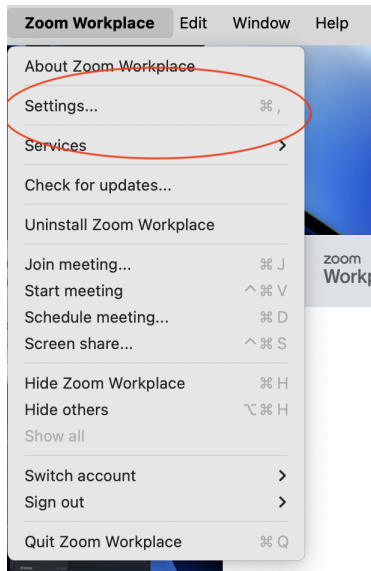 Zoom Workplace Edit Window Help
About Zoom Workplace
Settings... ⌘ ,
Services >
Check for updates...
Uninstall Zoom Workplace
Join meeting... ⌘ J
Start meeting ^ ⌘ V
Schedule meeting... ⌘ D
Screen share... ^ ⌘ S
Hide Zoom Workplace ⌘ H
Hide others ⌥ ⌘ H
Show all
Switch account >
Sign out >
Quit Zoom Workplace ⌘ Q
zoom